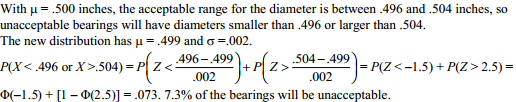 With μ = .500 inches, the acceptable range for the diameter is between .496 and .504 inches, so
unacceptable bearings will have diameters smaller than .496 or larger than .504.
The new distribution has μ = .499 and σ =.002.
P(X< .496 or X>.504) = P(Z< .496–.499/.002) + P(Z> .504–.499/.002) = P(Z<–1.5)+ P(Z> 2.5) =
Φ(–1.5) + [1 – Φ(2.5)] = .073. 7.3% of the bearings will be unacceptable.